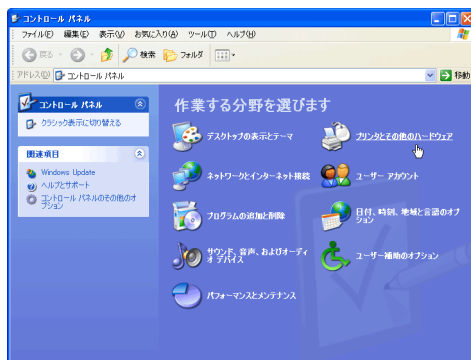 コントロール パネル
ファイル(F) 編集(E) 表示(V) お気に入り(A) ツール(T) ヘルプ(H)
戻る 検索 フォルダ
アドレス(D) コントロール パネル 移動
コントロール パネル
クラシック表示に切り替える
関連項目
Windows Update
ヘルプとサポート
コントロール パネルのその他のオ
プション
作業する分野を選びます
デスクトップの表示とテーマ
プリンタとその他のハードウェア
ネットワークとインターネット接続
ユーザー アカウント
プログラムの追加と削除
日付、時刻、地域と言語のオプ
ション
サウンド、音声、およびオーディ
オ デバイス
ユーザー補助のオプション
パフォーマンスとメンテナンス